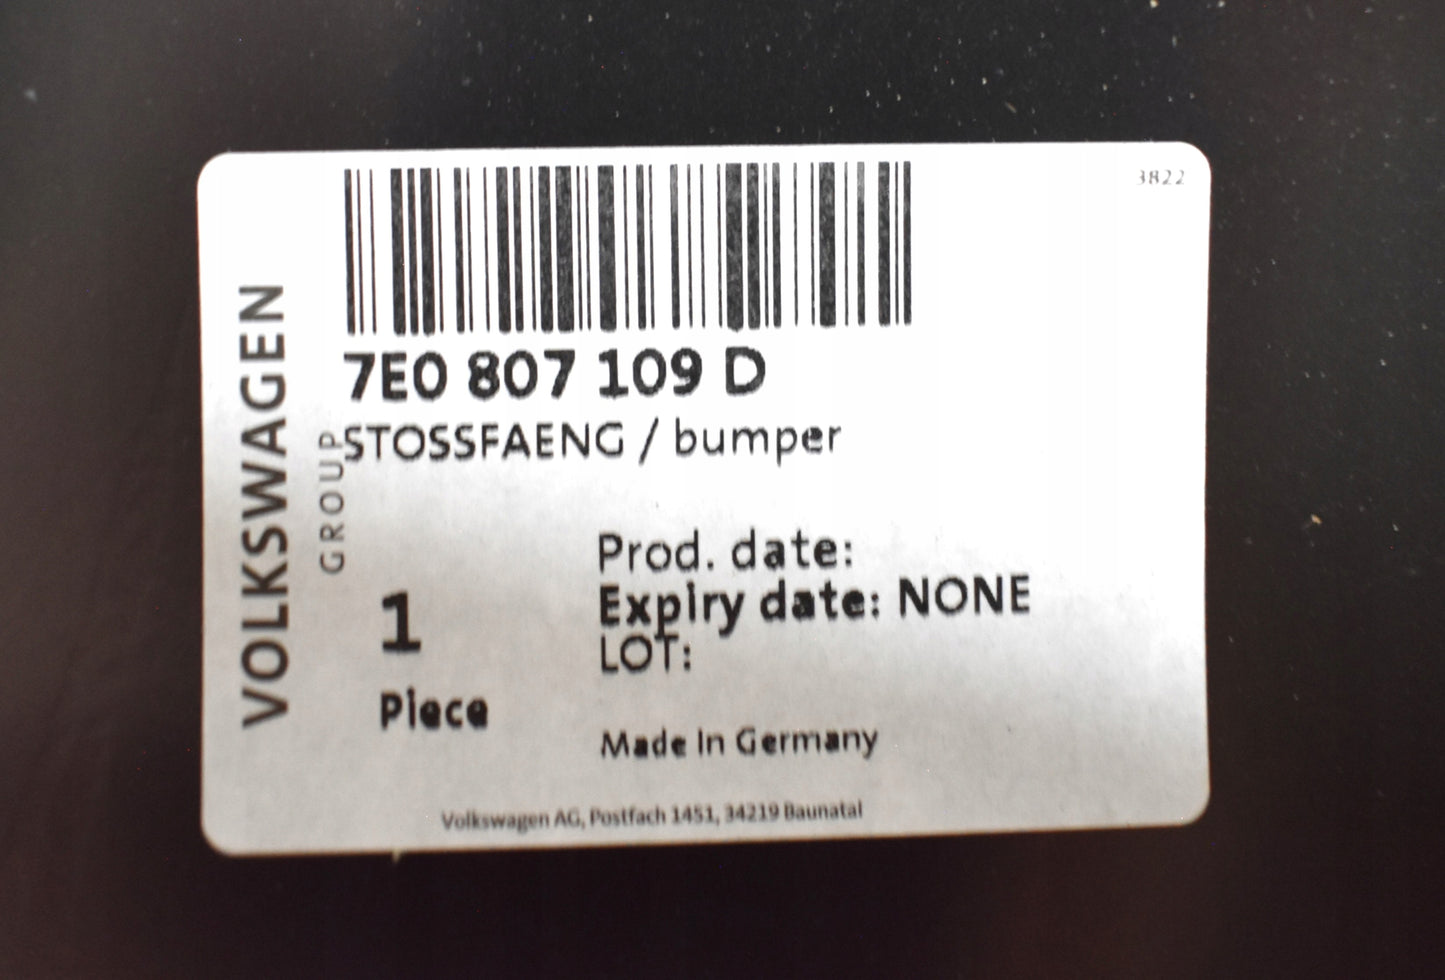 3822
7E0 807 109 D
STOSSFAENG / bumper
VOLKSWAGEN
GROUP
Prod. date:
Expiry date: NONE
LOT:
1
Piece
Made in Germany
Volkswagen AG, Postfach 1451, 34219 Baunatal